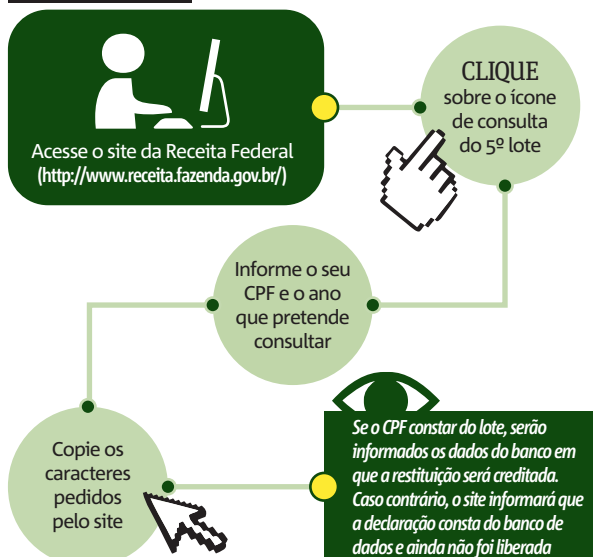 Acesse o site da Receita Federal
(http://www.receita.fazenda.gov.br/)
CLIQUE
sobre o ícone
de consulta
do 5º lote
Informe o seu
CPF e o ano
que pretende
consultar
Copie os
caracteres
pedidos
pelo site
Se o CPF constar do lote, serão
informados os dados do banco em
que a restituição será creditada.
Caso contrário, o site informará que
a declaração consta do banco de
dados e ainda não foi liberada